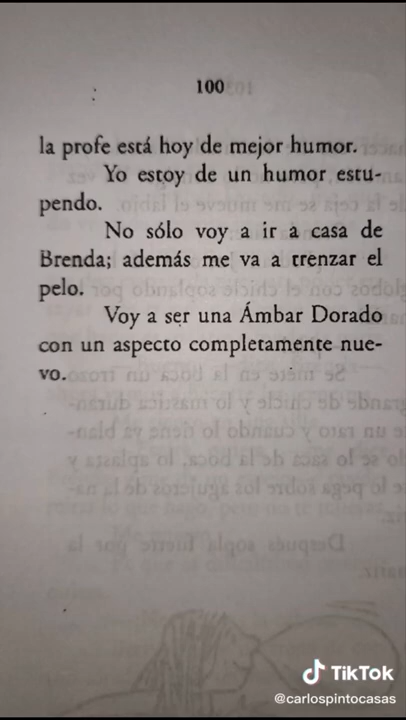 100
la profe está hoy de mejor humor.
Yo estoy de un humor estu-
pendo.
No sólo voy a ir a casa de
Brenda; además me va a trenzar el
pelo.
Voy a ser una Ámbar Dorado
con un aspecto completamente nue-
vo.
TikTok
@carlospintocasas